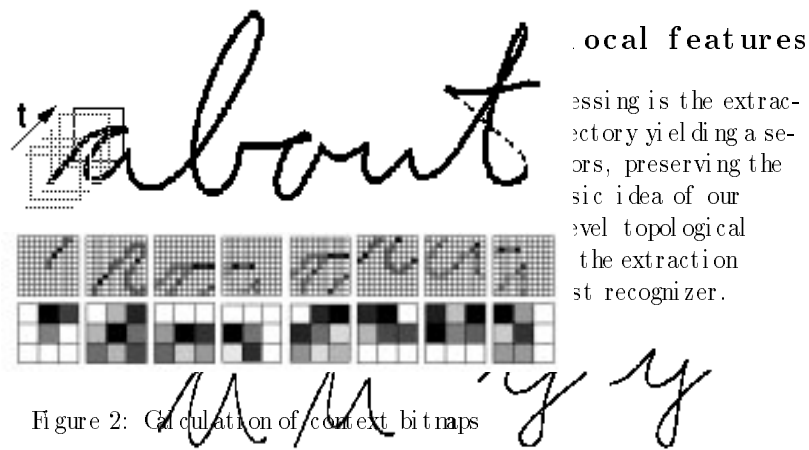 about
t
ocal features
essing is the extrac-
ectory yielding a se-
ors, preserving the
sic idea of our
evel topological
the extraction
st recognizer.
u u y y
Figure 2: Calculation of context bitmaps